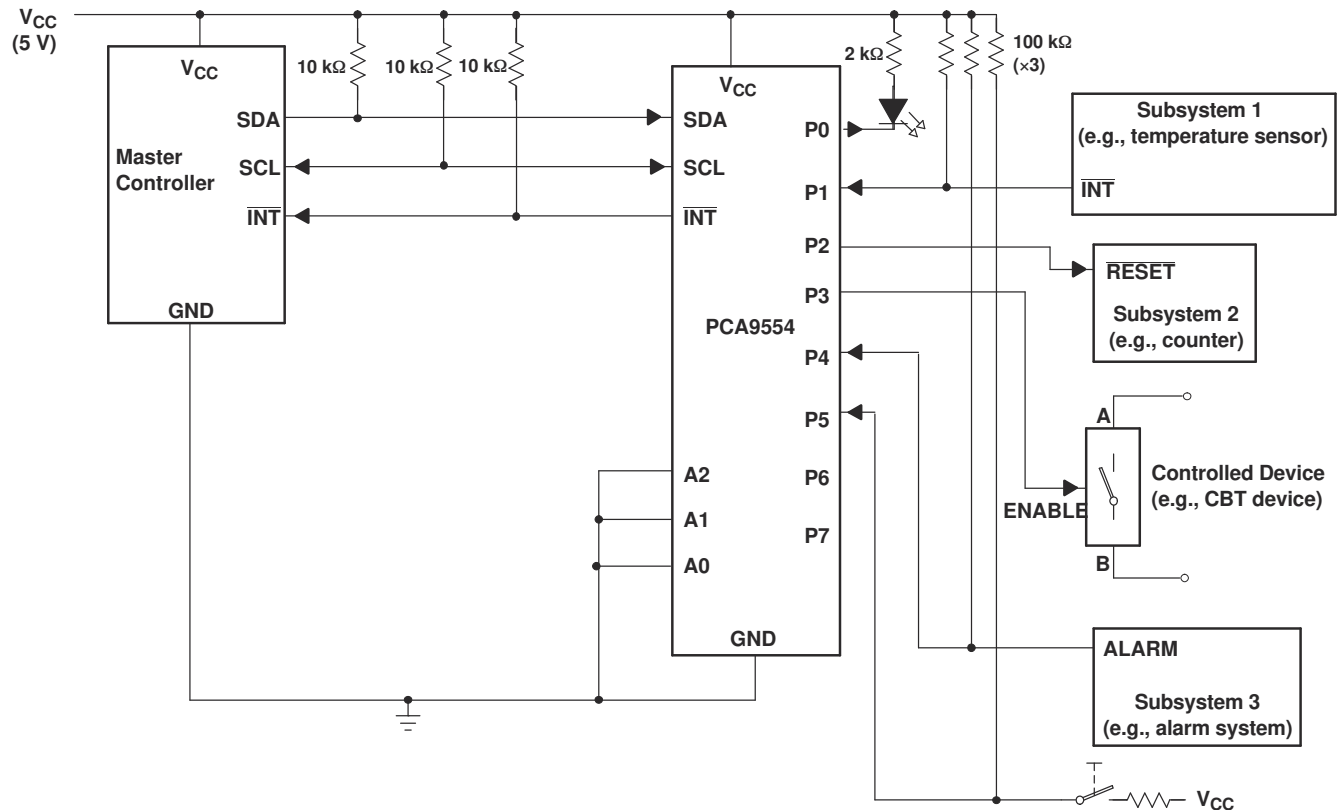 VCC
(5 V)
VCC
10 kΩ
10 kΩ
10 kΩ
SDA
SCL
INT
Master
Controller
GND
VCC
SDA
SCL
INT
PCA9554
A2
A1
A0
GND
P0
P1
P2
P3
P4
P5
P6
P7
2 kΩ
100 kΩ
(×3)
Subsystem 1
(e.g., temperature sensor)
INT
RESET
Subsystem 2
(e.g., counter)
A
ENABLE
B
Controlled Device
(e.g., CBT device)
ALARM
Subsystem 3
(e.g., alarm system)
VCC